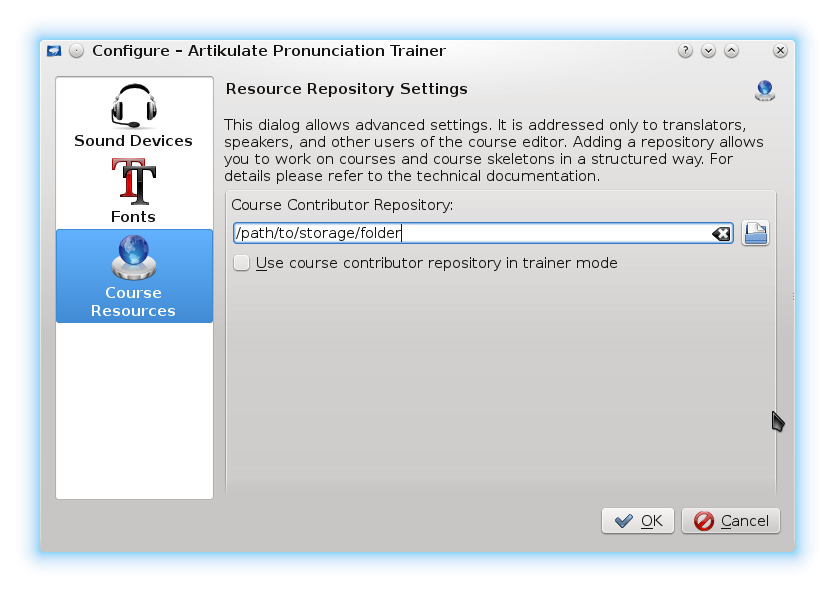 Configure – Artikulate Pronunciation Trainer
Sound Devices
Fonts
Course
Resources
Resource Repository Settings
This dialog allows advanced settings. It is addressed only to translators,
speakers, and other users of the course editor. Adding a repository allows
you to work on courses and course skeletons in a structured way. For
details please refer to the technical documentation.
Course Contributor Repository:
/path/to/storage/folder
Use course contributor repository in trainer mode
OK
Cancel